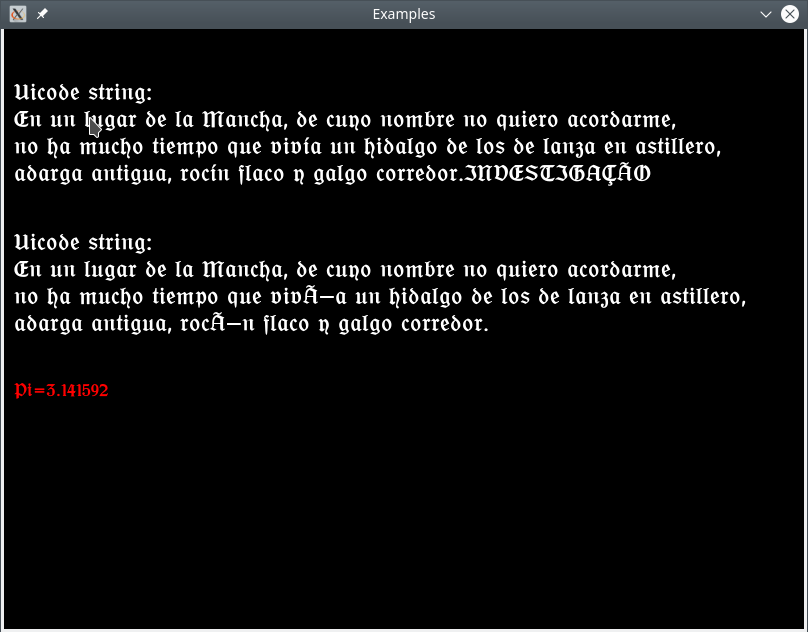 Examples
Uicode string:
En un lugar de la Mancha, de cuyo nombre no quiero acordarme,
no ha mucho tiempo que vivía un hidalgo de los de lanza en astillero,
adarga antigua, rocín flaco y galgo corredor.INVESTIGAÇÃO
Uicode string:
En un lugar de la Mancha, de cuyo nombre no quiero acordarme,
no ha mucho tiempo que vivÃ—a un hidalgo de los de lanza en astillero,
adarga antigua, rocÃ—n flaco y galgo corredor.
Pi=3.141592